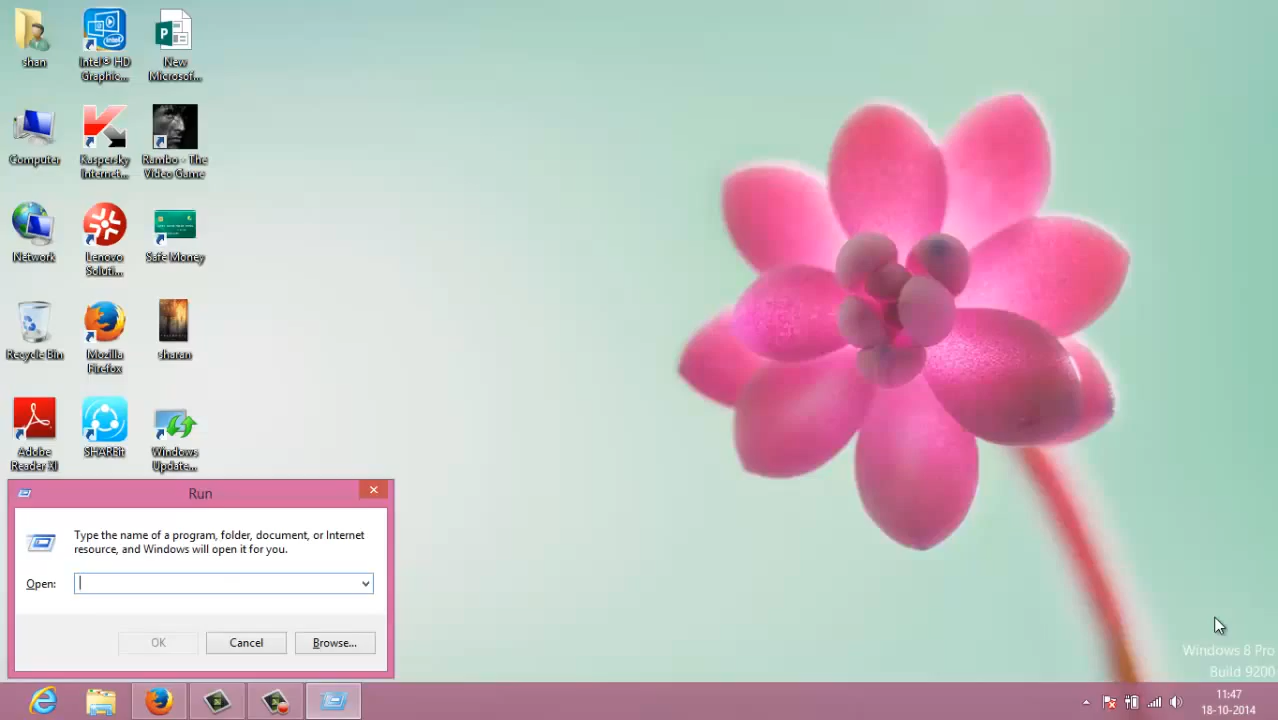 shan
Intel® HD
Graphic...
New
Microsof...
Computer
Kaspersky
Internet...
Rambo - The
Video Game
Network
Lenovo
Soluti...
Safe Money
Recycle Bin
Mozilla
Firefox
sharan
Adobe
Reader XI
SHAREit
Windows
Update...
Run
Type the name of a program, folder, document, or Internet
resource, and Windows will open it for you.
Open:
OK
Cancel
Browse...
Windows 8 Pro
Build 9200
11:47
18-10-2014